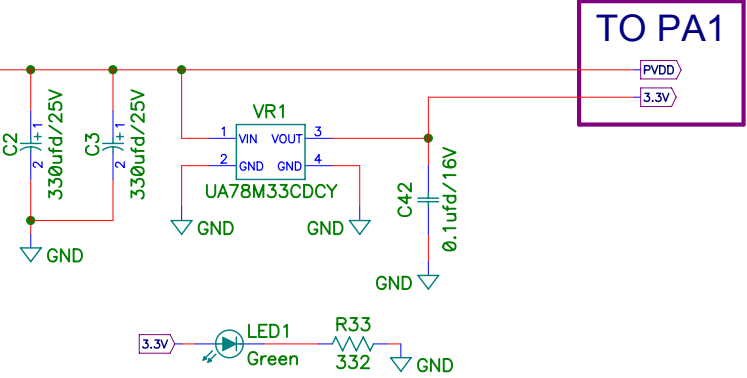 TO PA1
PVDD
3.3V
C2
1
+
2
330ufd/25V
C3
1
+
2
330ufd/25V
VR1
1
VIN
VOUT
3
2
GND
GND
4
UA78M33CDCY
GND
GND
GND
C42
0.1ufd/16V
GND
3.3V
LED1
Green
R33
332
GND